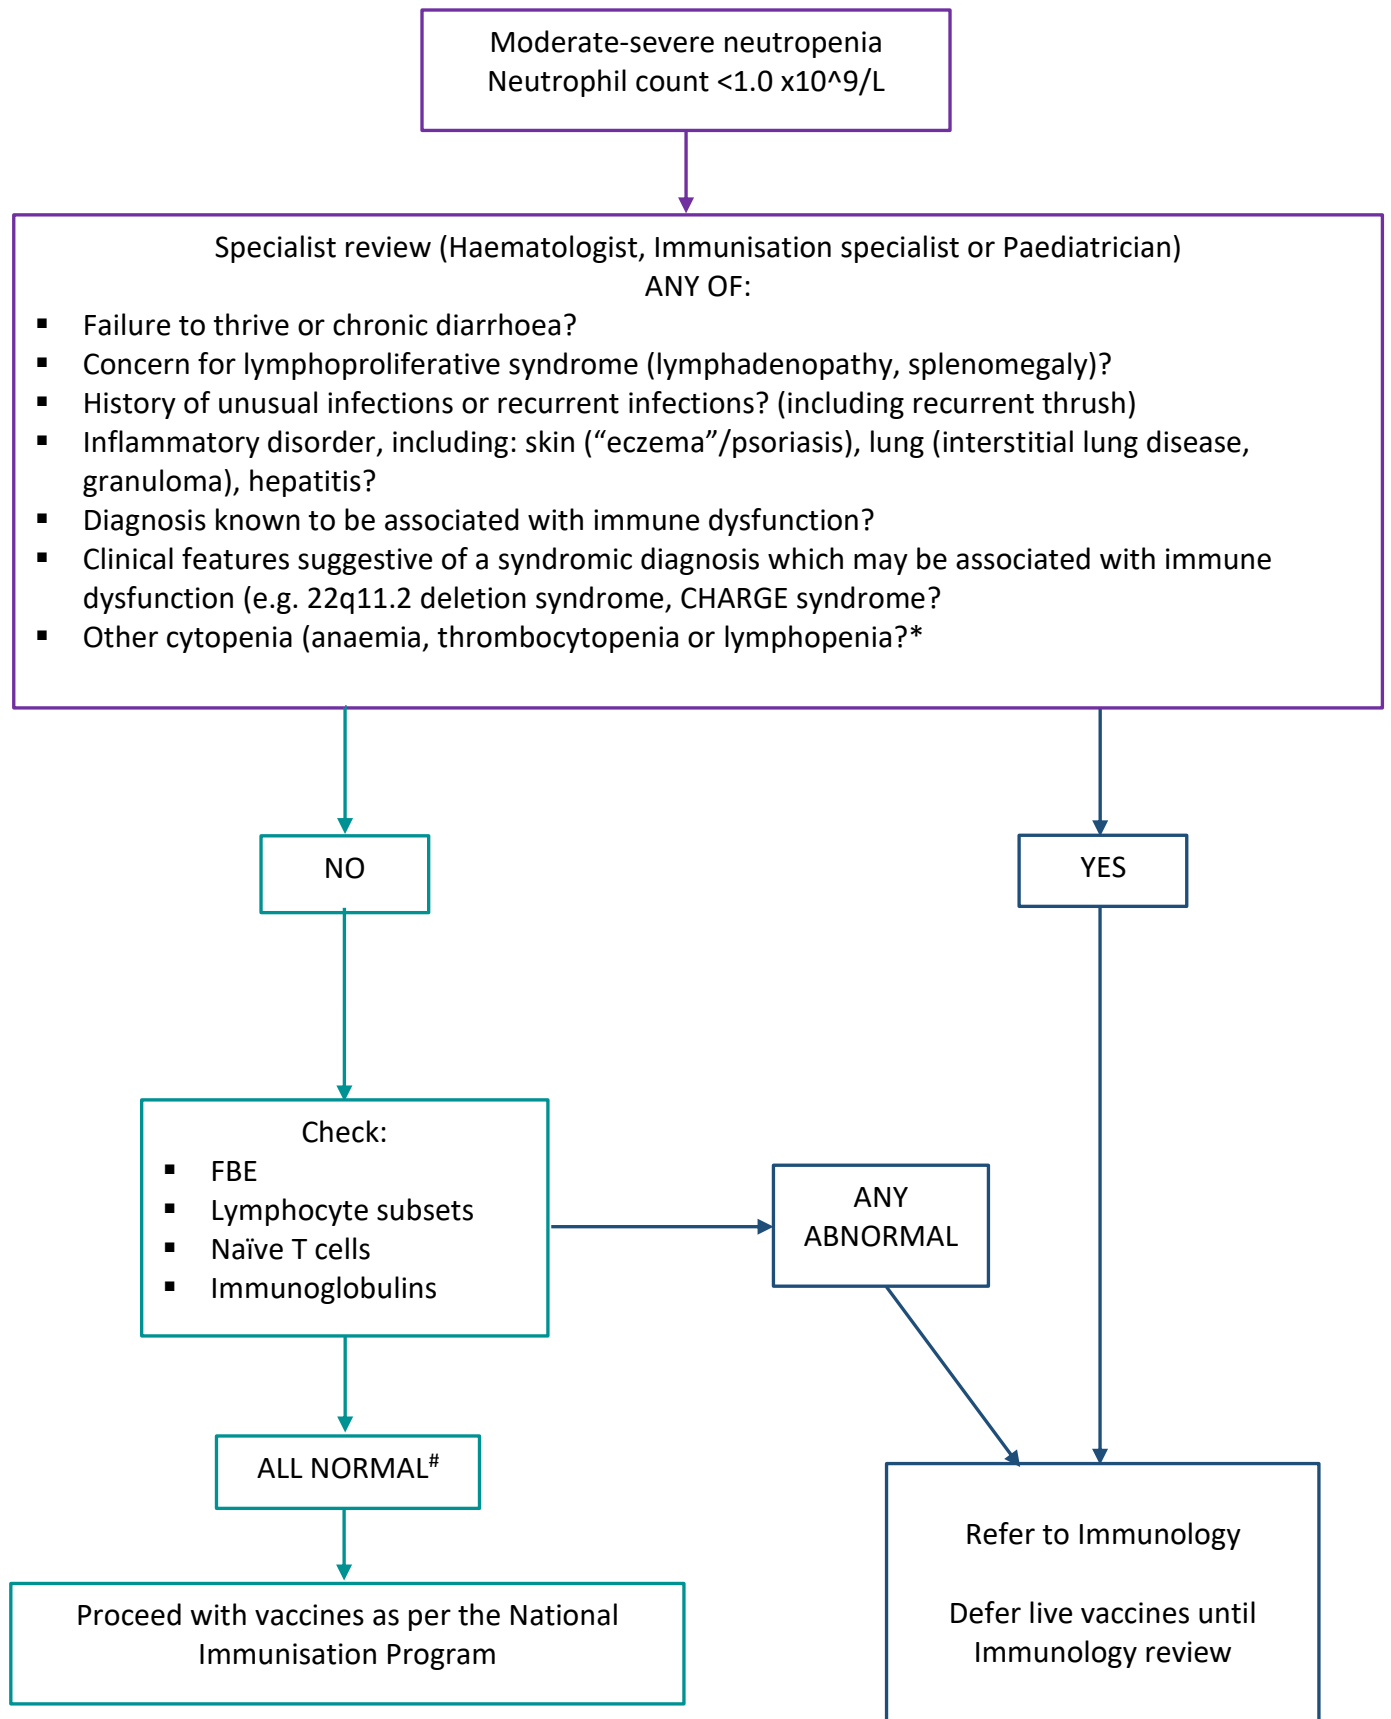 Moderate-severe neutropenia
Neutrophil count <1.0 x10^9/L
Specialist review (Haematologist, Immunisation specialist or Paediatrician)
ANY OF:
▪ Failure to thrive or chronic diarrhoea?
▪ Concern for lymphoproliferative syndrome (lymphadenopathy, splenomegaly)?
▪ History of unusual infections or recurrent infections? (including recurrent thrush)
▪ Inflammatory disorder, including: skin (“eczema”/psoriasis), lung (interstitial lung disease,
granuloma), hepatitis?
▪ Diagnosis known to be associated with immune dysfunction?
▪ Clinical features suggestive of a syndromic diagnosis which may be associated with immune
dysfunction (e.g. 22q11.2 deletion syndrome, CHARGE syndrome?
▪ Other cytopenia (anaemia, thrombocytopenia or lymphopenia?*
NO
YES
Check:
▪ FBE
▪ Lymphocyte subsets
▪ Naïve T cells
▪ Immunoglobulins
ANY
ABNORMAL
ALL NORMAL#
Refer to Immunology
Defer live vaccines until
Immunology review
Proceed with vaccines as per the National
Immunisation Program